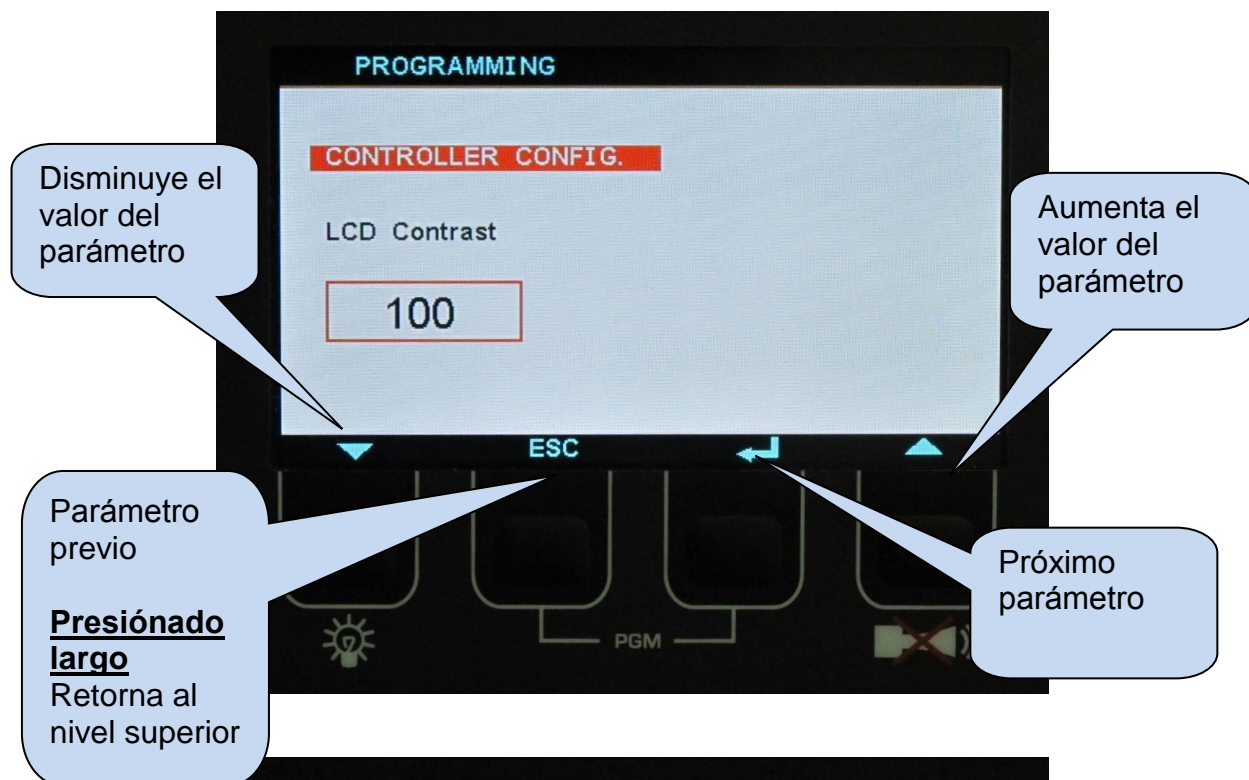 PROGRAMMING
CONTROLLER CONFIG.
Disminuye el
valor del
parámetro
LCD Contrast
100
Aumenta el
valor del
parámetro
ESC
Parámetro
previo
Presiónado
largo
Retorna al
nivel superior
Próximo
parámetro
PGM